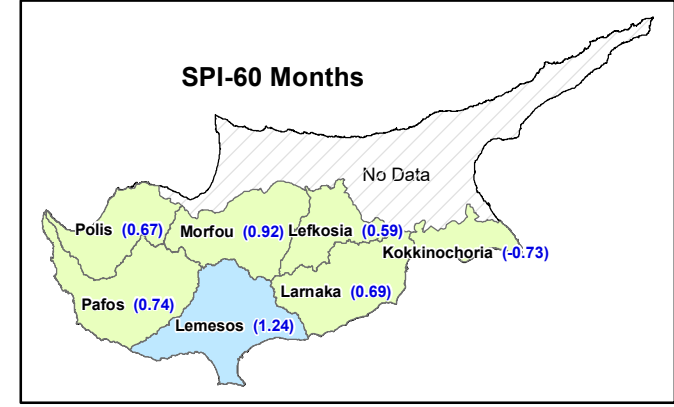 SPI-60 Months
No Data
Polis (0.67)
Morfou (0.92)
Lefkosia (0.59)
Kokkinochoria (-0.73)
Pafos (0.74)
Larnaka (0.69)
Lemesos (1.24)